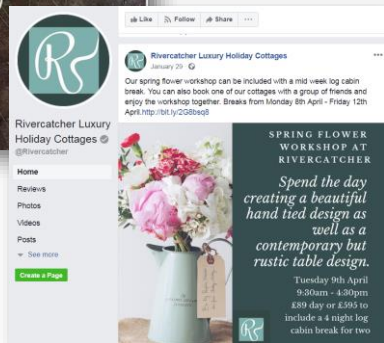 Like Follow Share ...
Rivercatcher Luxury Holiday Cottages
January 29
Our spring flower workshop can be included with a mid week log cabin
break. You can also book one of our cottages with a group of friends and
enjoy the workshop together. Breaks from Monday 8th April - Friday 12th
April.http://bit.ly/2G8bsq8
R
Rivercatcher Luxury
Holiday Cottages
@Rivercatcher
Home
Reviews
Photos
Videos
Posts
See more
Create a Page
SPRING FLOWER
WORKSHOP AT
RIVERCATCHER
Spend the day
creating a beautiful
hand tied design as
well as a
contemporary but
rustic table design.
Tuesday 9th April
9:30am - 4:30pm
£89 day or £595 to
include a 4 night log
cabin break for two
R